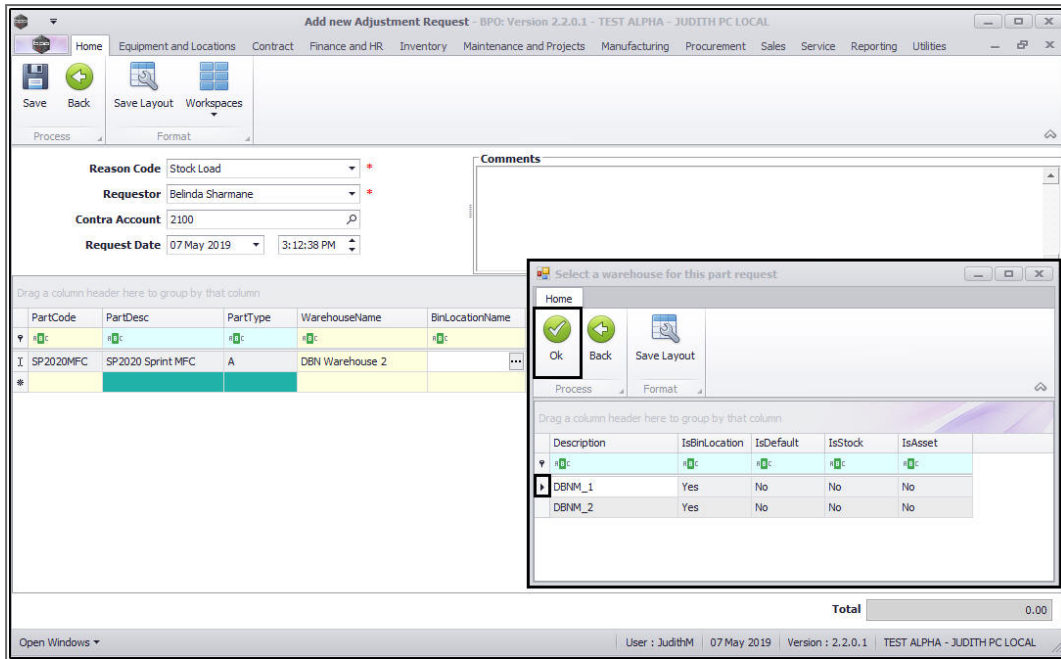 Add new Adjustment Request - BPO: Version 2.2.0.1 - TEST ALPHA - JUDITH PC LOCAL
Home Equipment and Locations Contract Finance and HR Inventory Maintenance and Projects Manufacturing Procurement Sales Service Reporting Utilities
Save Back Save Layout Workspaces
Process Format
Reason Code Stock Load *
Requestor Belinda Sharmane *
Contra Account 2100
Request Date 07 May 2019 3:12:38 PM
Comments
Drag a column header here to group by that column
PartCode PartDesc PartType WarehouseName BinLocationName
SP2020MFC SP2020 Sprint MFC A DBN Warehouse 2 ...
Select a warehouse for this part request
Home
Ok Back Save Layout
Process Format
Drag a column header here to group by that column
Description IsBinLocation IsDefault IsStock IsAsset
DBNM_1 Yes No No No
DBNM_2 Yes No No No
Total 0.00
Open Windows User : JudithM 07 May 2019 Version : 2.2.0.1 TEST ALPHA - JUDITH PC LOCAL